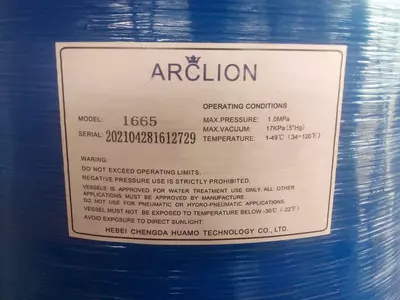 ARCLION
OPERATING CONDITIONS
MODEL: 1665
MAX.PRESSURE: 1.0MPa
SERIAL: 202104281612729
MAX.VACUUM: 17KPa(5"Hg)
TEMPERATURE: 1-49℃ (34-120℉)
WARING:
DO NOT EXCEED OPERATING LIMITS.
NEGATIVE PRESSURE USE IS STRICTLY PROHIBITED.
VESSELS IS APPROVED FOR WATER TREATMENT USE ONLY. ALL OTHER
APPLICATIONS MUST BE APPROVED BY MANUFACTURE
DO NOT USE FOR PNEUMATIC OR HYDRO-PNEUMATIC APPLICATIONS.
VESSELS MUST NOT BE EXPOSED TO TEMPERATURE BELOW -30℃ (-22℉)
AVOID EXPOSURE TO DIRECT SUNLIGHT.
HEBEI CHENGDA HUAMO TECHNOLOGY CO., LTD.